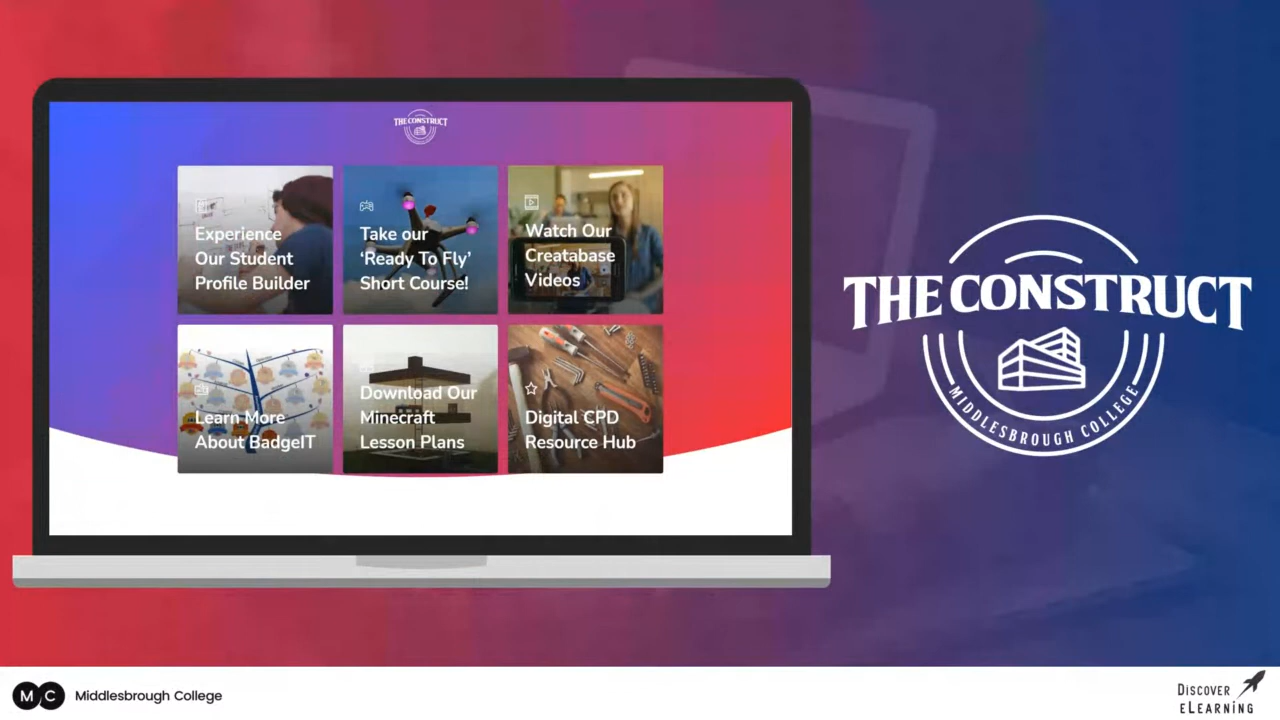 THE CONSTRUCT
Experience
Our Student
Profile Builder
Take our
‘Ready To Fly’
Short Course!
Watch Our
Creatabase
Videos
Learn More
About BadgeIT
Download Our
Minecraft
Lesson Plans
Digital CPD
Resource Hub
THE CONSTRUCT
MIDDLESBROUGH COLLEGE
M C Middlesbrough College
DISCOVER
eLEARNING